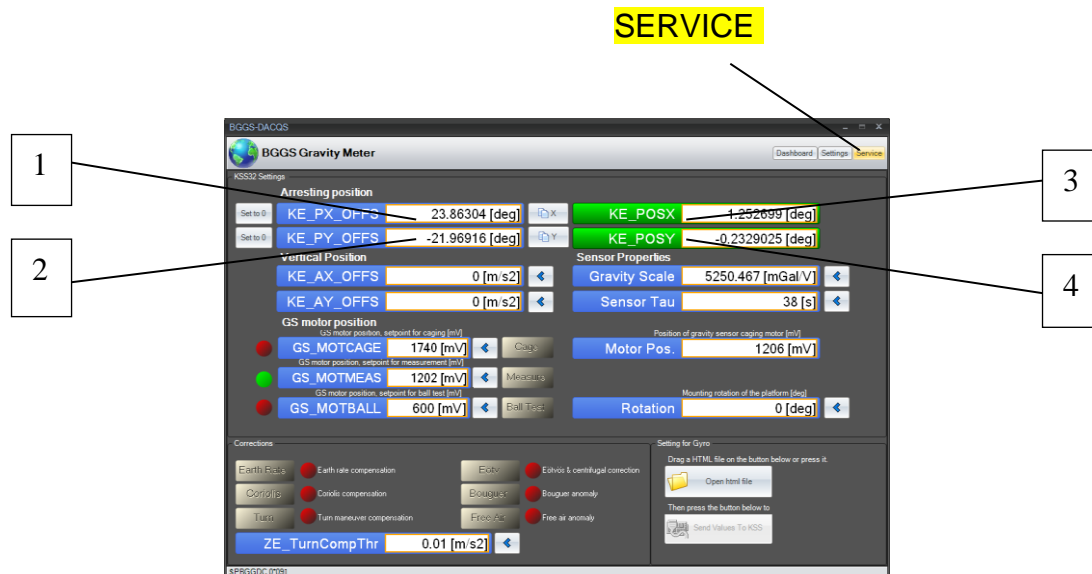 SERVICE
BGGS-DACQS
BGGS Gravity Meter
Dashboard Settings Service
KSS32 Settings
1
3
Arresting position
Set to 0 KE_PX_OFFS 23.86304 [deg] X KE_POSX 1.252699 [deg]
Set to 0 KE_PY_OFFS -21.96916 [deg] Y KE_POSY -0.2329025 [deg]
2
4
Vertical Position Sensor Properties
KE_AX_OFFS 0 [m/s2] Gravity Scale 5250.467 [mGal/V]
KE_AY_OFFS 0 [m/s2] Sensor Tau 38 [s]
GS motor position
GS motor position, setpoint for caging [mV] Position of gravity sensor caging motor [mV]
GS_MOTCAGE 1740 [mV] Cage Motor Pos. 1206 [mV]
GS motor position, setpoint for measurement [mV]
GS_MOTMEAS 1202 [mV] Measure
GS motor position, setpoint for ball test [mV] Mounting rotation of the platform [deg]
GS_MOTBALL 600 [mV] Ball Test Rotation 0 [deg]
Corrections Setting for Gyro
Drag a HTML file on the button below or press it.
Earth Rate Earth rate compensation Eotv Eötvös & centrifugal correction
Open html file
Coriolis Coriolis compensation Bouguer Bouguer anomaly
Then press the button below to
Turn Turn maneuver compensation Free Air Free air anomaly
Send Values To KSS
ZE_TurnCompThr 0.01 [m/s2]